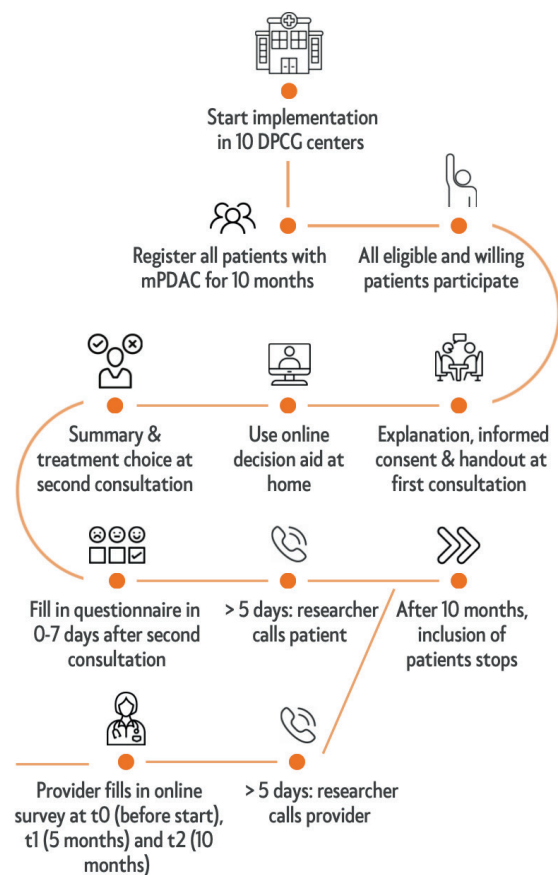 Start implementation
in 10 DPCG centers
Register all patients with
mPDAC for 10 months
All eligible and willing
patients participate
Explanation, informed
consent & handout at
first consultation
Use online
decision aid at
home
Summary &
treatment choice at
second consultation
Fill in questionnaire in
0-7 days after second
consultation
> 5 days: researcher
calls patient
After 10 months,
inclusion of
patients stops
Provider fills in online
survey at t0 (before start),
t1 (5 months) and t2 (10
months)
> 5 days: researcher
calls provider